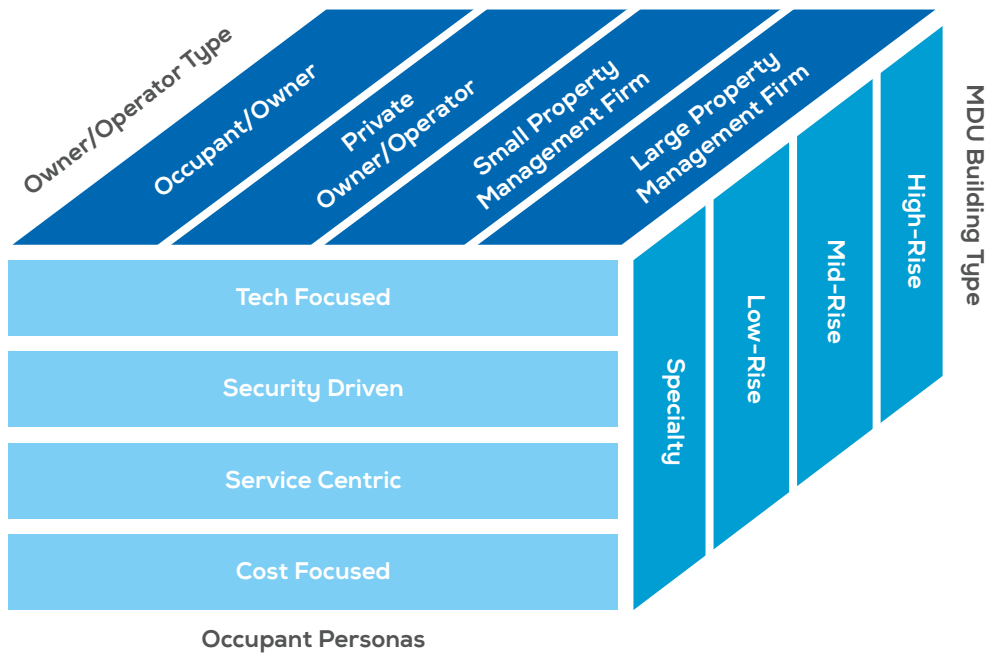 Owner/Operator Type
Occupant/Owner
Private
Owner/Operator
Small Property
Management Firm
Large Property
Management Firm
MDU Building Type
Specialty
Low-Rise
Mid-Rise
High-Rise
Tech Focused
Security Driven
Service Centric
Cost Focused
Occupant Personas